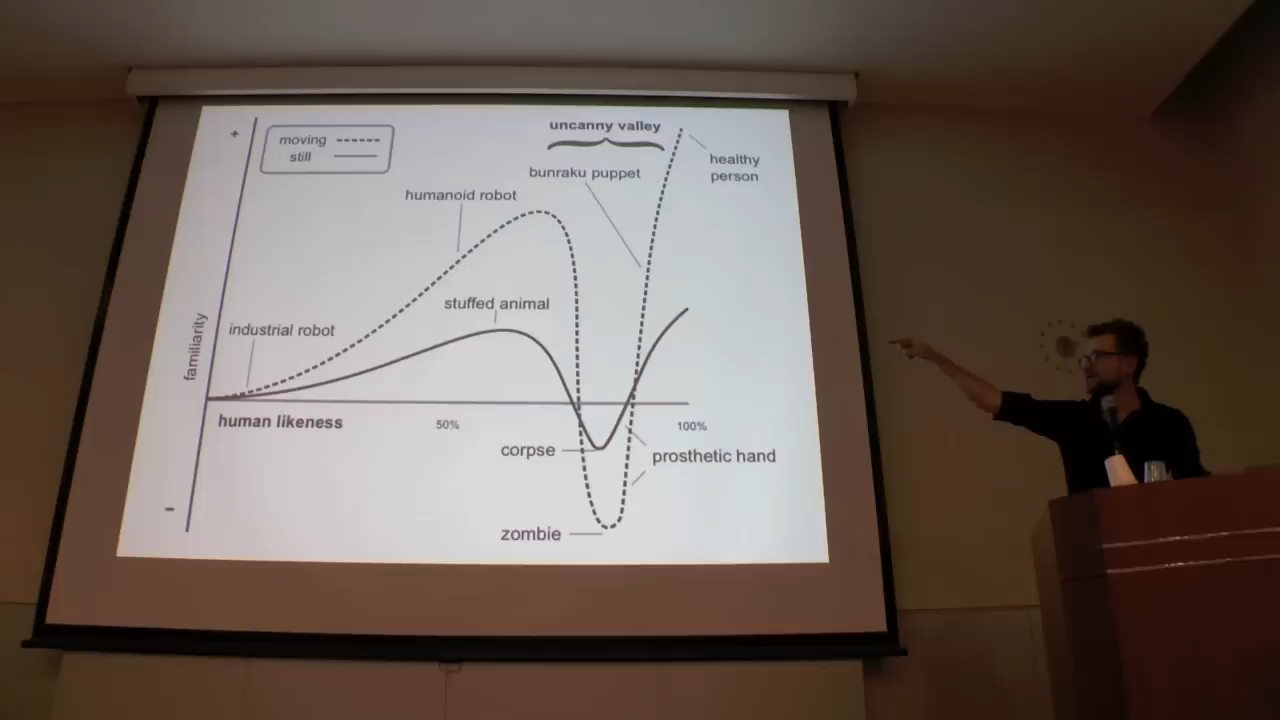 +
moving
still
uncanny valley
healthy
person
bunraku puppet
humanoid robot
stuffed animal
industrial robot
familiarity
human likeness
50%
100%
corpse
prosthetic hand
-
zombie